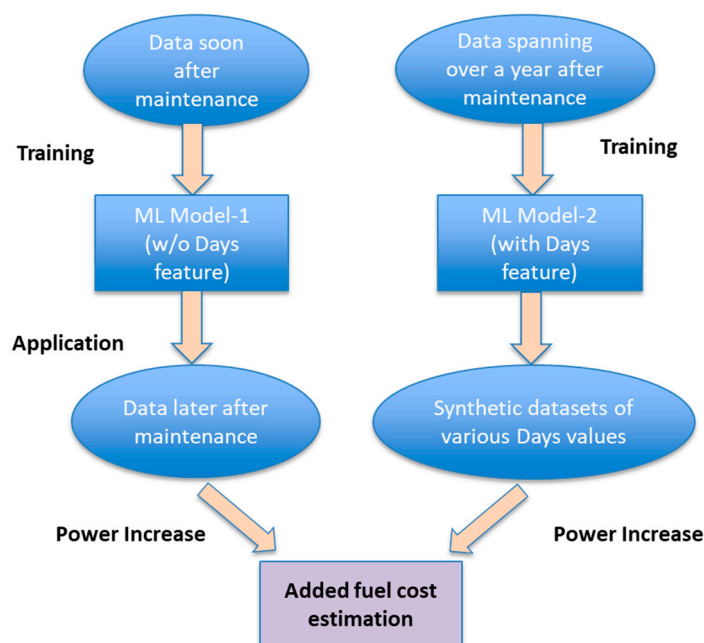 Data soon
after
maintenance
Data spanning
over a year after
maintenance
Training
Training
ML Model-1
(w/o Days
feature)
ML Model-2
(with Days
feature)
Application
Data later after
maintenance
Synthetic datasets of
various Days values
Power Increase
Power Increase
Added fuel cost
estimation